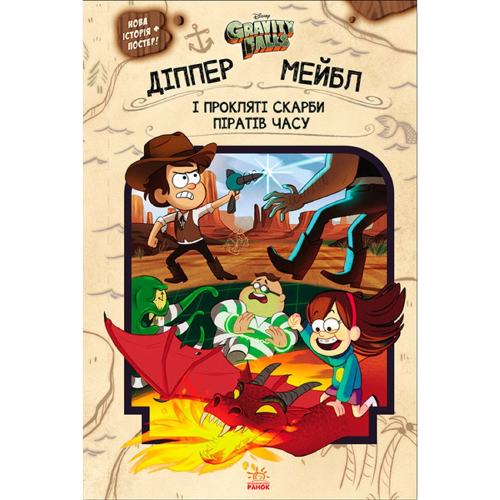 НОВА
ІСТОРІЯ +
ПОСТЕР!
Disney
GRAVITY
FALLS
ДІППЕР МЕЙБЛ
І ПРОКЛЯТІ СКАРБИ
ПІРАТІВ ЧАСУ
РАНОК